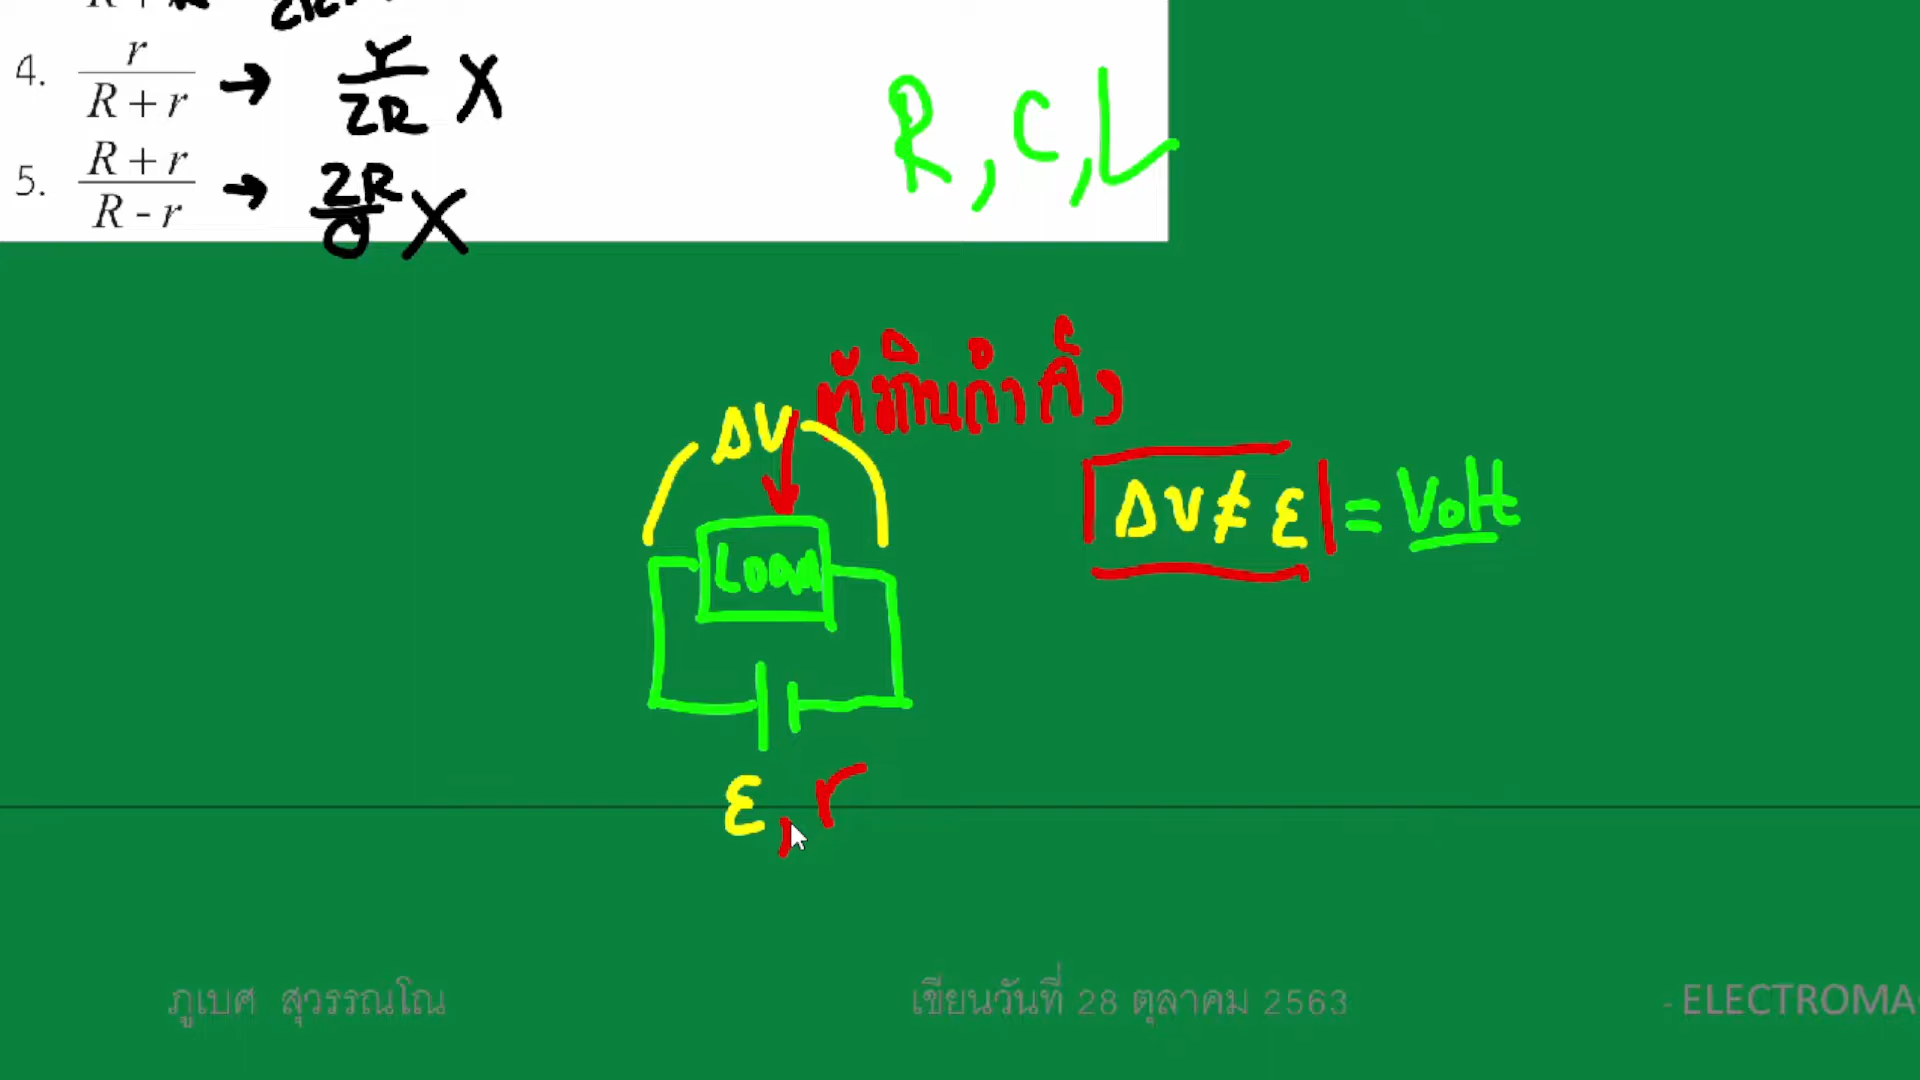 4. r/(R + r) → r/2R X
5. (R + r)/(R - r) → 2R/0 X
R, C, L
ΔV
ΔV ≠ ε = Volt
LOAD
ε, r
ภูเบศ สุวรรณโณ
เขียนวันที่ 28 ตุลาคม 2563
- ELECTROMA